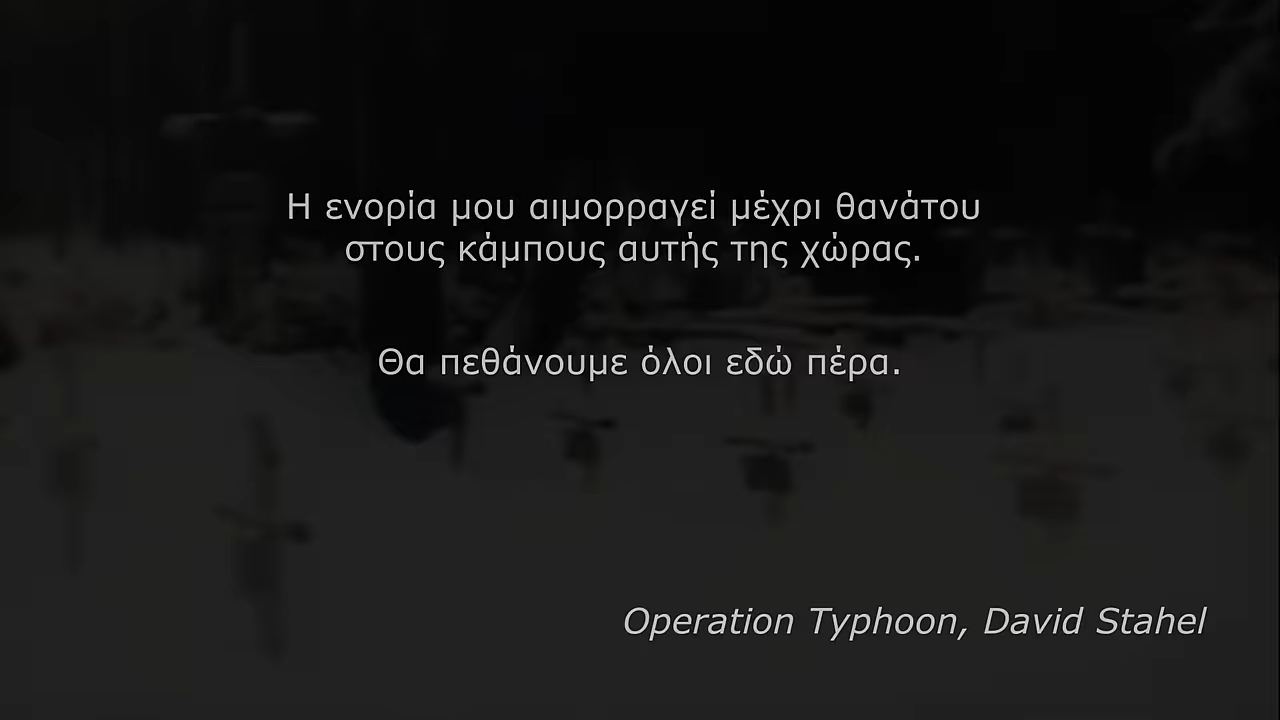 Η ενορία μου αιμορραγεί μέχρι θανάτου
στους κάμπους αυτής της χώρας.
Θα πεθάνουμε όλοι εδώ πέρα.
Operation Typhoon, David Stahel